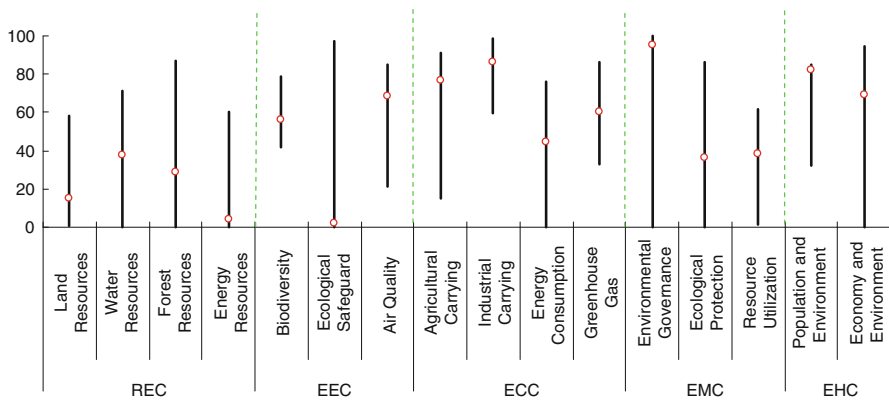 100
80
60
40
20
0
Land
Resources
Water
Resources
Forest
Resources
Energy
Resources
Biodiversity
Ecological
Safeguard
Air Quality
Agricultural
Carrying
Industrial
Carrying
Energy
Consumption
Greenhouse
Gas
Environmental
Governance
Ecological
Protection
Resource
Utilization
Population and
Environment
Economy and
Environment
REC
EEC
ECC
EMC
EHC